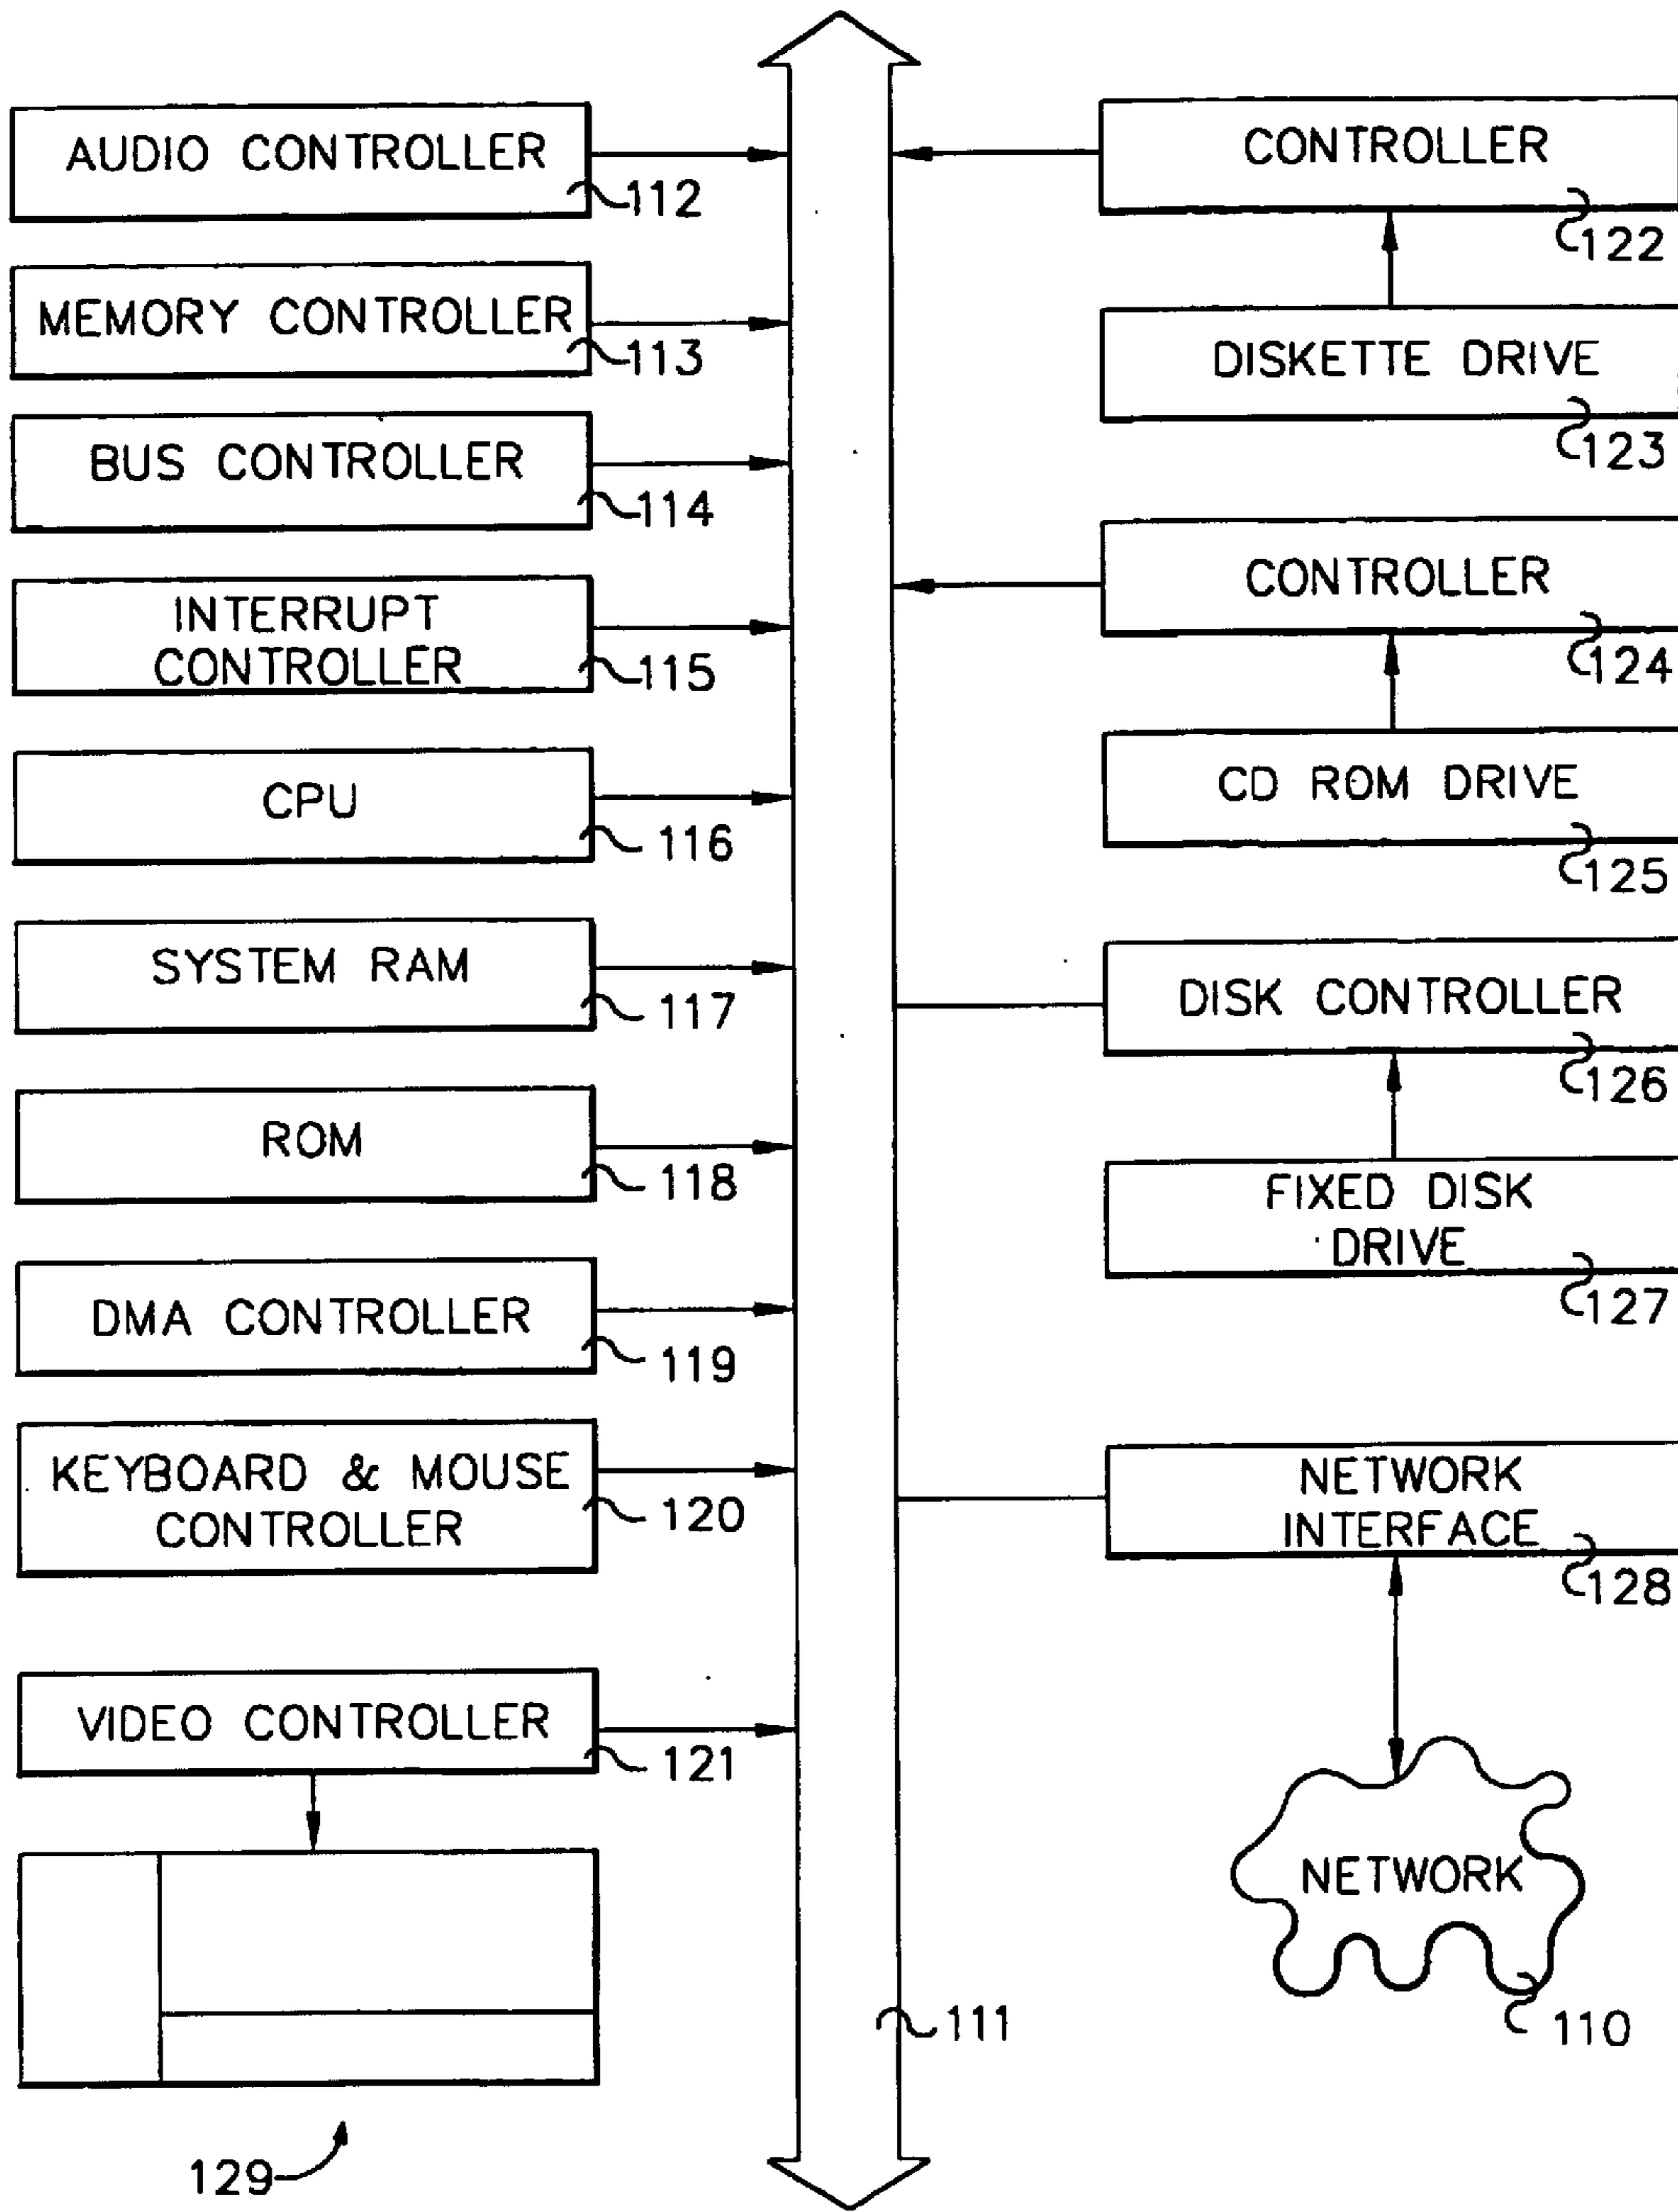 AUDIO CONTROLLER
112
MEMORY CONTROLLER
113
BUS CONTROLLER
114
INTERRUPT
CONTROLLER
115
CPU
116
SYSTEM RAM
117
ROM
118
DMA CONTROLLER
119
KEYBOARD & MOUSE
CONTROLLER
120
VIDEO CONTROLLER
121
129
111
CONTROLLER
122
DISKETTE DRIVE
123
CONTROLLER
124
CD ROM DRIVE
125
DISK CONTROLLER
126
FIXED DISK
DRIVE
127
NETWORK
INTERFACE
128
NETWORK
110